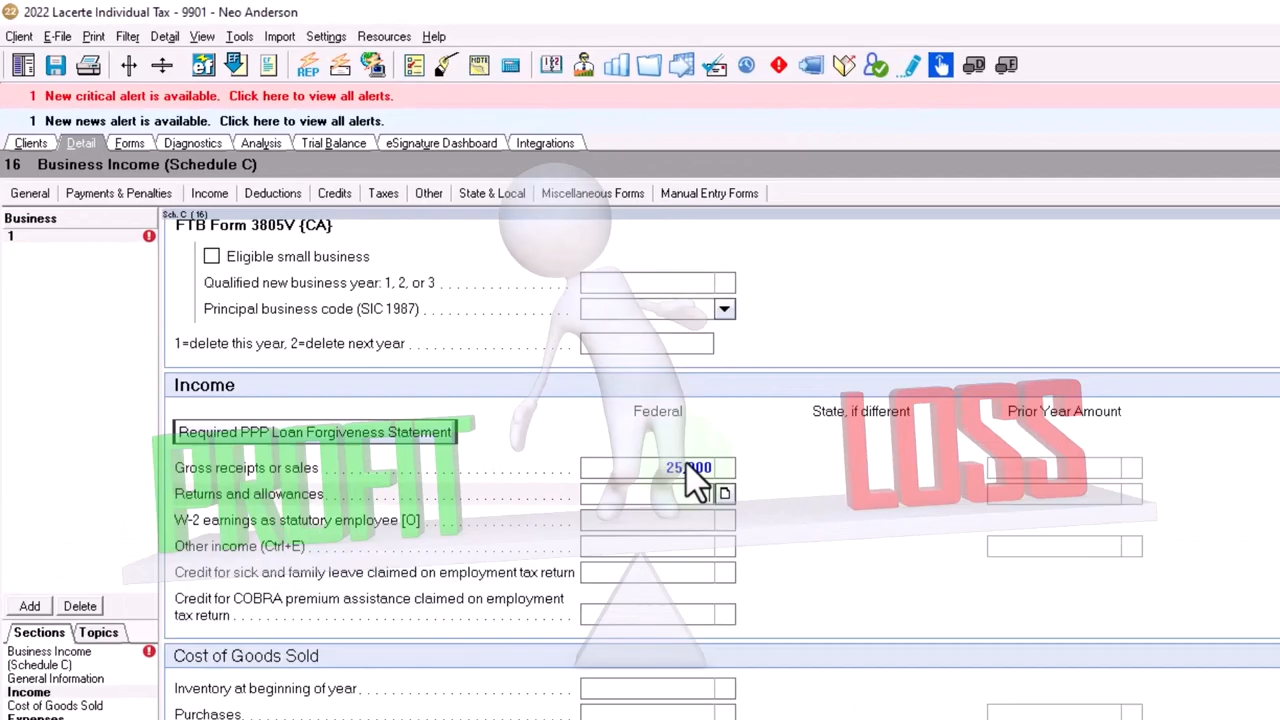 2022 Lacerte Individual Tax - 9901 - Neo Anderson
Client E-File Print Filter Detail View Tools Import Settings Resources Help
1 New critical alert is available. Click here to view all alerts.
1 New news alert is available. Click here to view all alerts.
Clients Detail Forms Diagnostics Analysis Trial Balance eSignature Dashboard Integrations
16 Business Income (Schedule C)
General Payments & Penalties Income Deductions Credits Taxes Other State & Local Miscellaneous Forms Manual Entry Forms
Business
1
Sch. C (16)
FTB Form 3805V {CA}
Eligible small business
Qualified new business year: 1, 2, or 3
Principal business code (SIC 1987)
1=delete this year, 2=delete next year
Income
Federal State, if different Prior Year Amount
Required PPP Loan Forgiveness Statement
Gross receipts or sales
Returns and allowances
W-2 earnings as statutory employee [O]
Other income (Ctrl+E)
Credit for sick and family leave claimed on employment tax return
Credit for COBRA premium assistance claimed on employment
tax return
Cost of Goods Sold
Inventory at beginning of year
Purchases
PROFIT
LOSS
Add Delete
Sections Topics
Business Income
(Schedule C)
General Information
Income
Cost of Goods Sold
Expenses